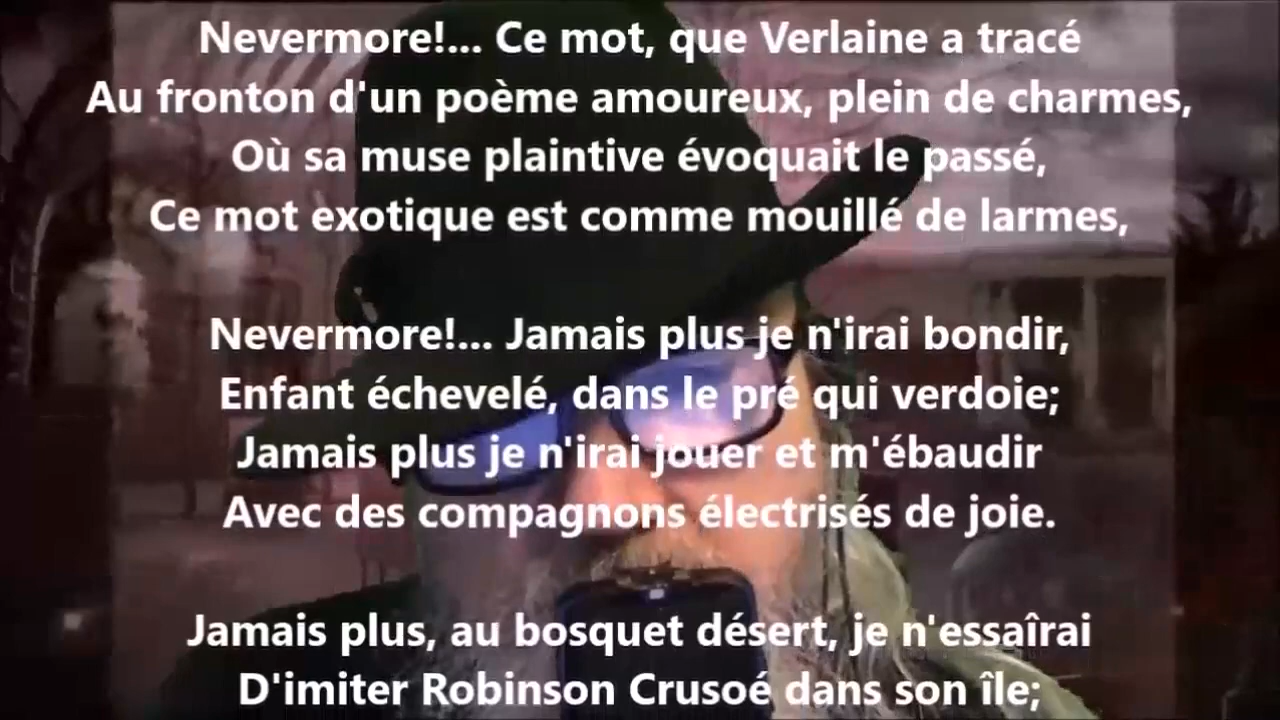 Nevermore!... Ce mot, que Verlaine a tracé
Au fronton d'un poème amoureux, plein de charmes,
Où sa muse plaintive évoquait le passé,
Ce mot exotique est comme mouillé de larmes,
Nevermore!... Jamais plus je n'irai bondir,
Enfant échevelé, dans le pré qui verdoie;
Jamais plus je n'irai jouer et m'ébaudir
Avec des compagnons électrisés de joie.
Jamais plus, au bosquet désert, je n'essaîrai
D'imiter Robinson Crusoé dans son île;